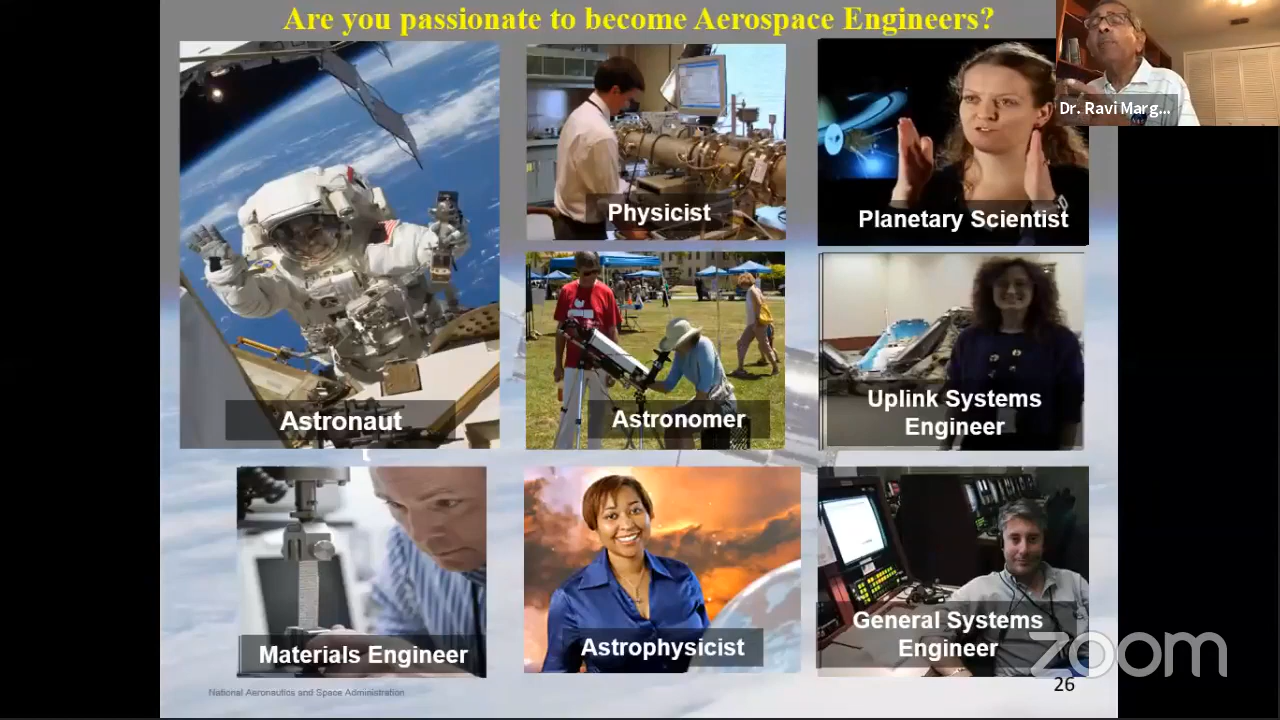 Are you passionate to become Aerospace Engineers?
Dr. Ravi Marg...
Physicist
Planetary Scientist
Astronaut
Astronomer
Uplink Systems
Engineer
Materials Engineer
Astrophysicist
General Systems
Engineer
zoom
National Aeronautics and Space Administration
26